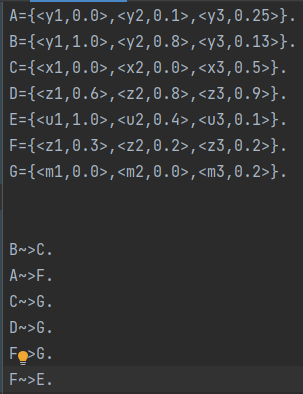 A={<y1,0.0>,<y2,0.1>,<y3,0.25>}.
B={<y1,1.0>,<y2,0.8>,<y3,0.13>}.
C={<x1,0.0>,<x2,0.0>,<x3,0.5>}.
D={<z1,0.6>,<z2,0.8>,<z3,0.9>}.
E={<u1,1.0>,<u2,0.4>,<u3,0.1>}.
F={<z1,0.3>,<z2,0.2>,<z3,0.2>}.
G={<m1,0.0>,<m2,0.0>,<m3,0.2>}.
B~>C.
A~>F.
C~>G.
D~>G.
F~>G.
F~>E.